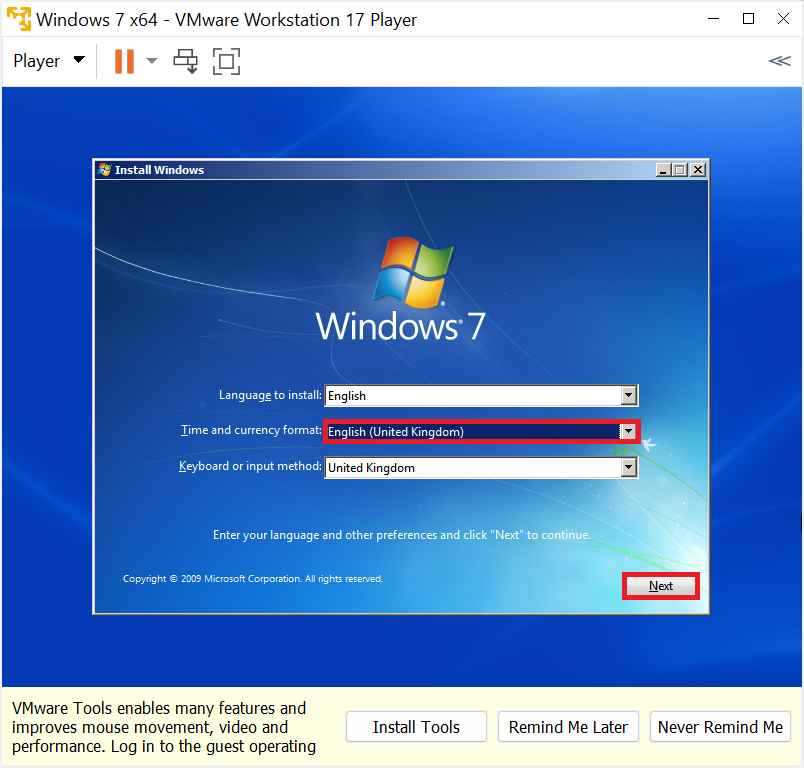 Windows 7 x64 - VMware Workstation 17 Player
Player
Install Windows
Windows 7
Language to install: English
Time and currency format: English (United Kingdom)
Keyboard or input method: United Kingdom
Enter your language and other preferences and click "Next" to continue.
Copyright © 2009 Microsoft Corporation. All rights reserved.
Next
VMware Tools enables many features and
improves mouse movement, video and
performance. Log in to the guest operating
Install Tools
Remind Me Later
Never Remind Me